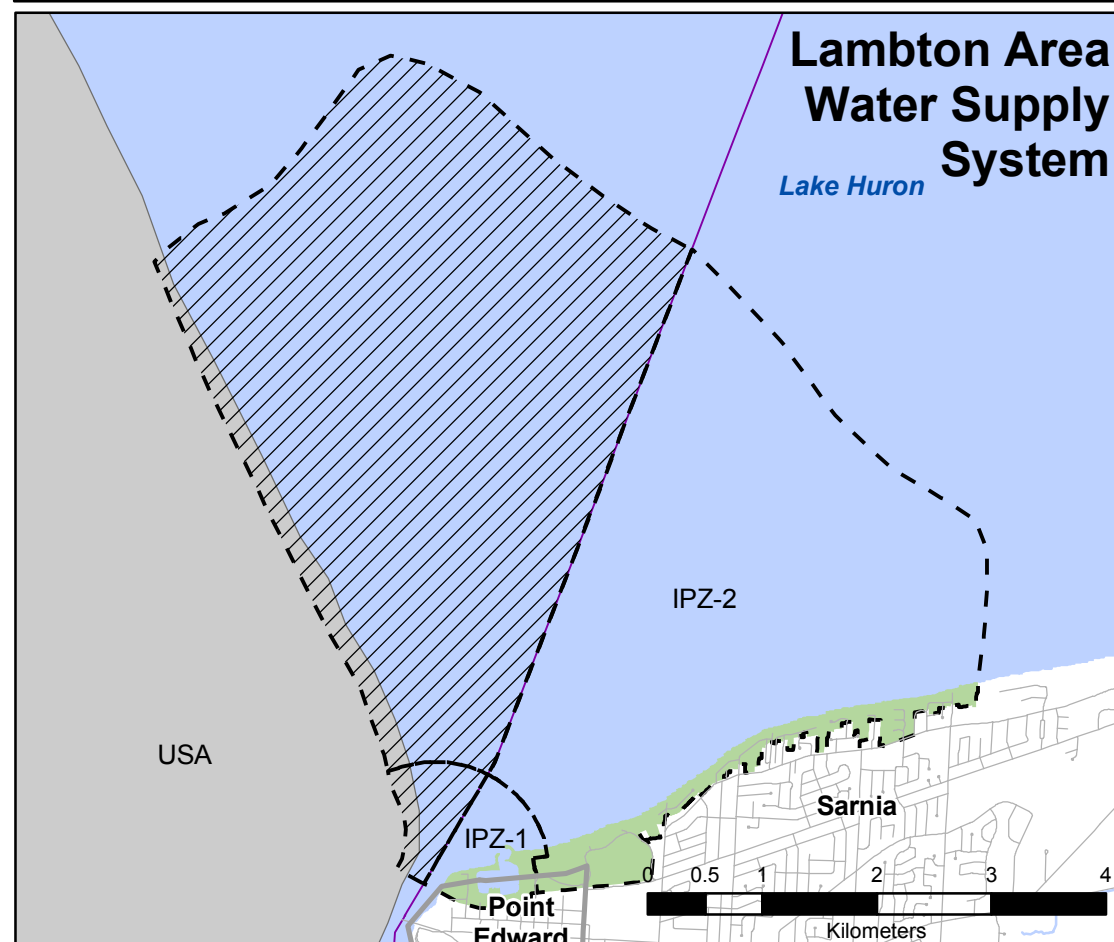 Lambton Area
Water Supply
System
Lake Huron
IPZ-2
USA
Sarnia
IPZ-1
0 0.5 1 2 3 4
Point
Edward
Kilometers